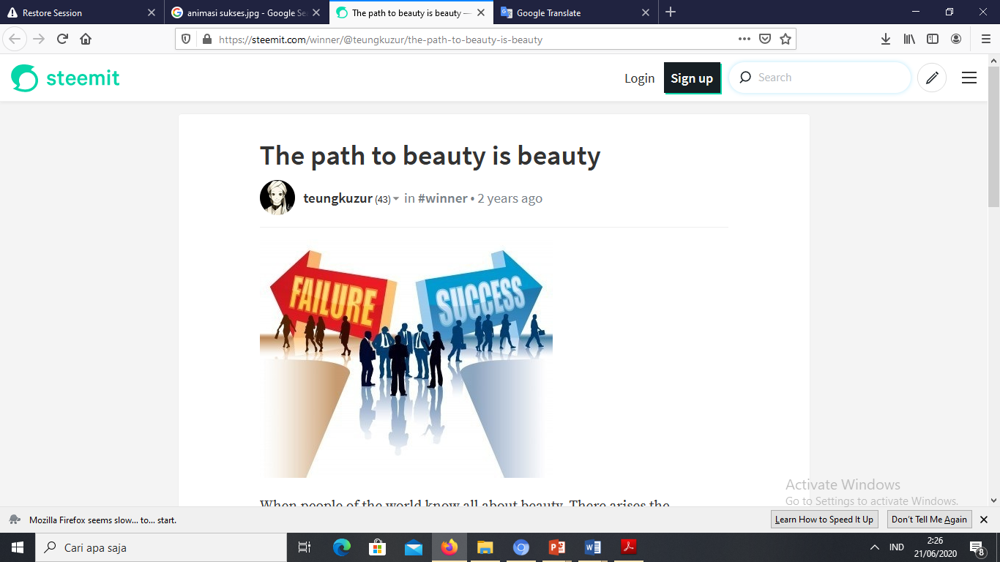 Restore Session
animasi sukses.jpg - Google Se
The path to beauty is beauty —
Google Translate
https://steemit.com/winner/@teungkuzur/the-path-to-beauty-is-beauty
steemit
Login
Sign up
Search
The path to beauty is beauty
teungkuzur (43) in #winner • 2 years ago
FAILURE
SUCCESS
When people of the world know all about beauty. There arises the
Activate Windows
Go to Settings to activate Windows.
Mozilla Firefox seems slow... to... start.
Learn How to Speed It Up
Don't Tell Me Again
Cari apa saja
IND
2:26
21/06/2020
8